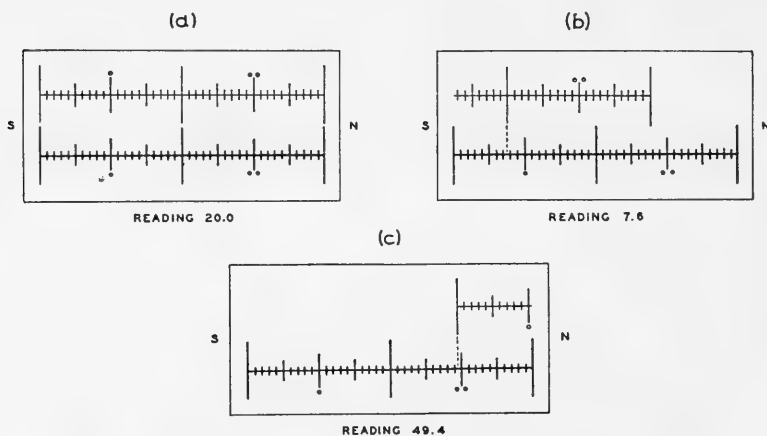 (a)
(b)
S
N
S
N
READING 20.0
READING 7.6
(c)
S
N
READING 49.4